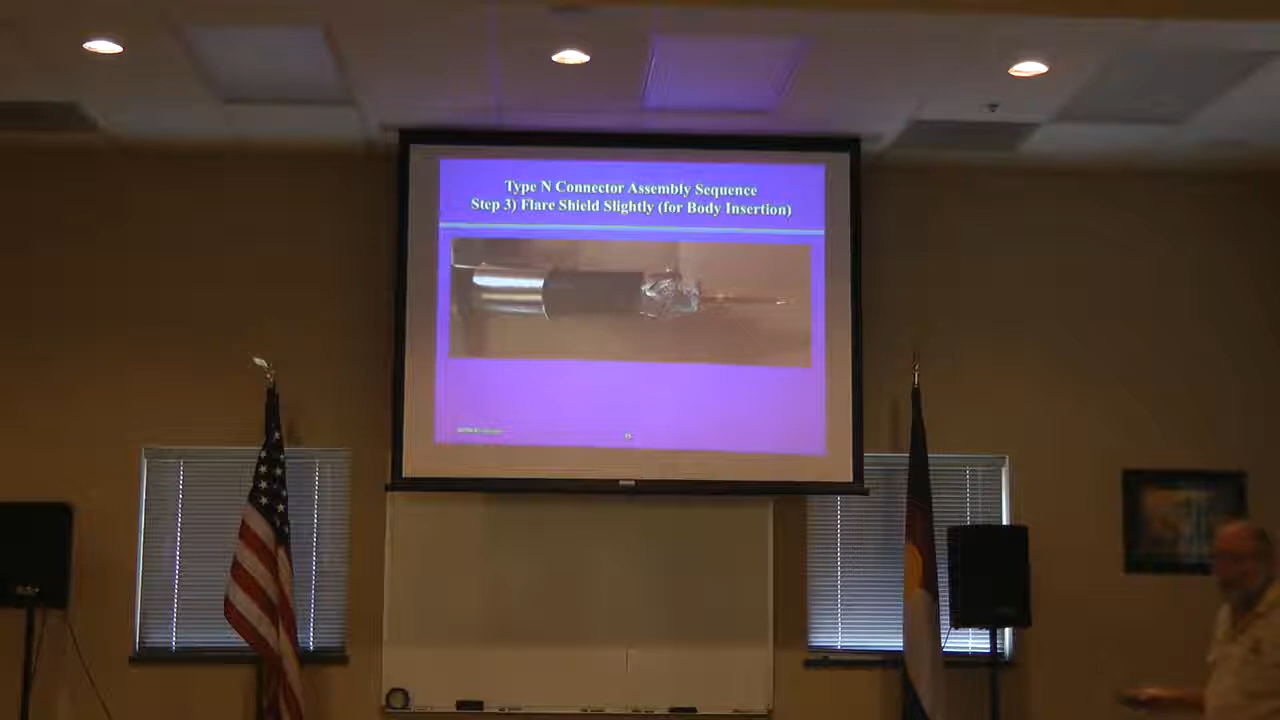 Type N Connector Assembly Sequence
Step 3) Flare Shield Slightly (for Body Insertion)